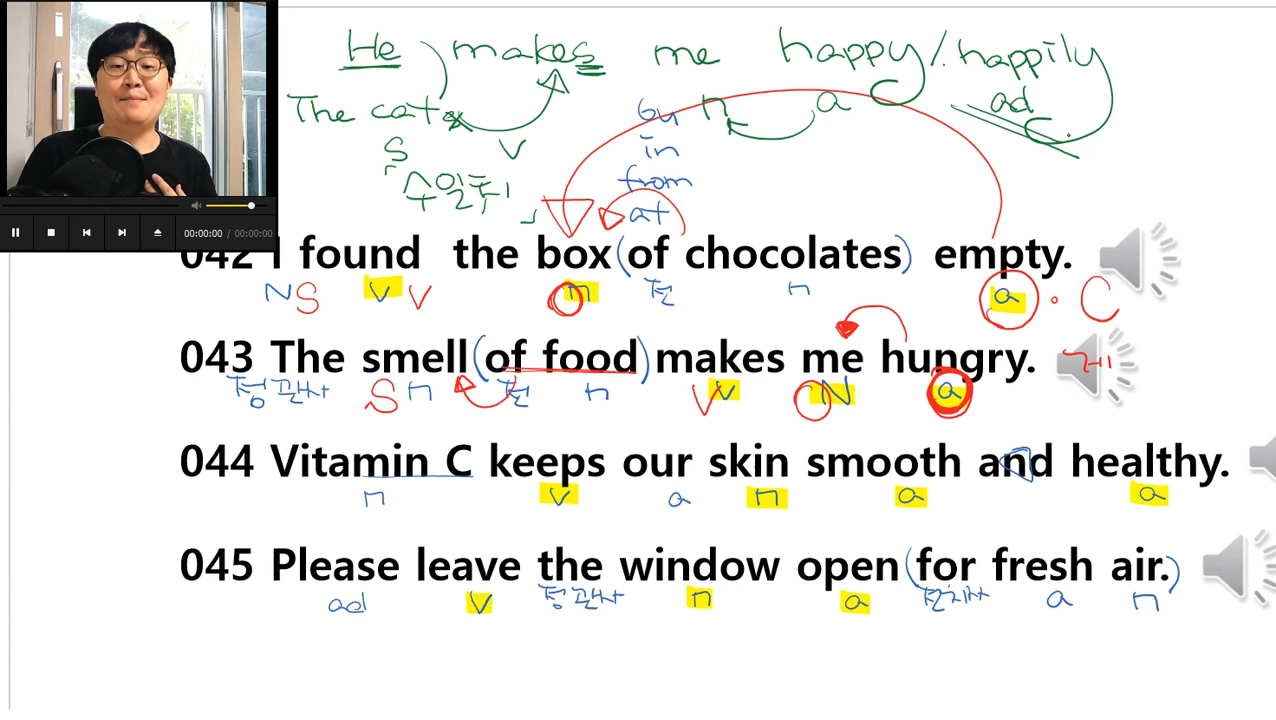 He makes me happy / happily
The cat n a ad
S V by
「수일취」 in
from
at
00:00:00 / 00:00:00
042 I found the box (of chocolates) empty.
N S V V n 전 n a . C
043 The smell (of food) makes me hungry.
정관사 S n 전 n V v O N a
044 Vitamin C keeps our skin smooth and healthy.
n v a n a a
045 Please leave the window open (for fresh air.)
ad v 정관사 n a 전치사 a n